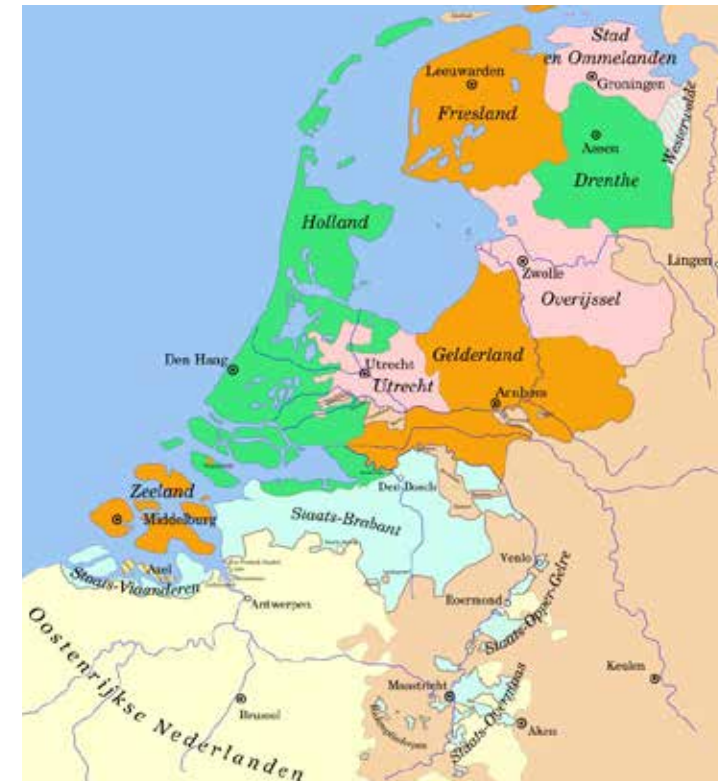 Stad
en Ommelanden
Groningen
Leeuwarden
Friesland
Westerwolde
Assen
Drenthe
Holland
Lingen
Zwolle
Overijssel
Den Haag
Utrecht
Utrecht
Gelderland
Arnhem
Zeeland
Middelburg
Den Bosch
Staats-Brabant
Axel
Staats-Vlaanderen
Antwerpen
Venlo
Roermond
Staats-Opper-Gelre
Keulen
Maastricht
Staats-Overmaas
Aken
Brussel
Oostenrijkse Nederlanden